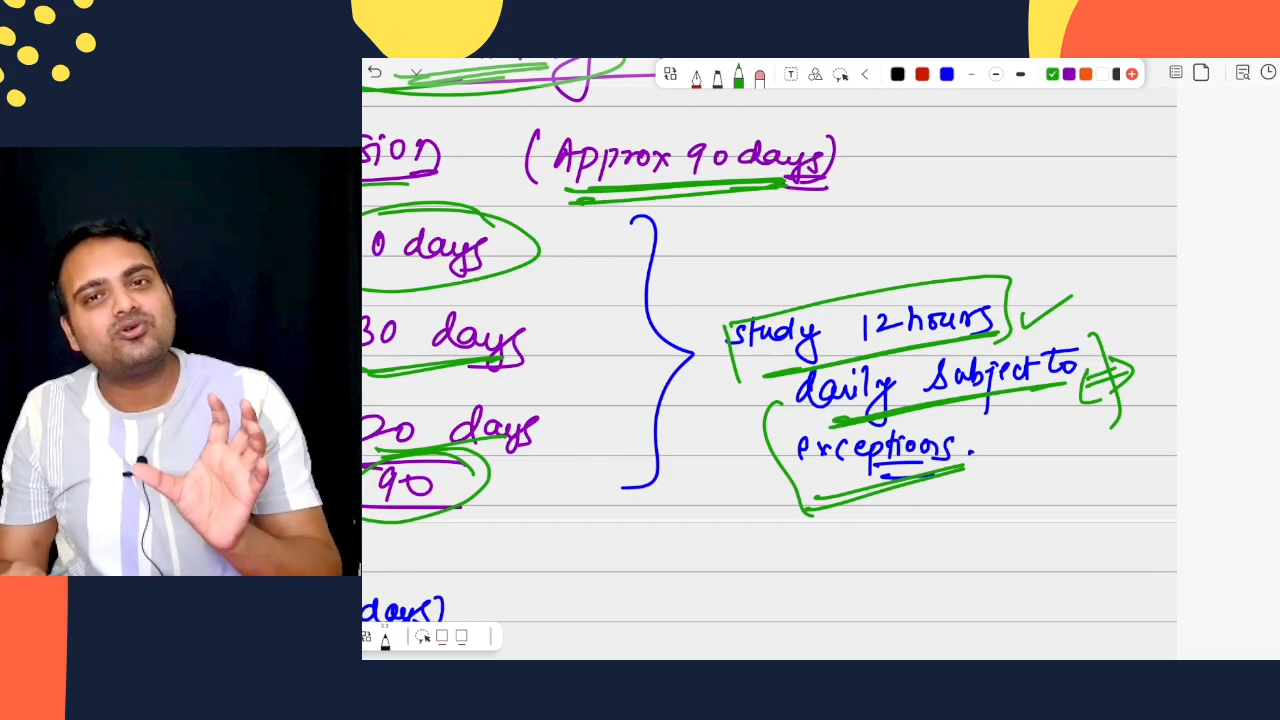 sion (Approx 90 days)
0 days
30 days
20 days
90
study 12 hours
daily subject to
exceptions.
days)